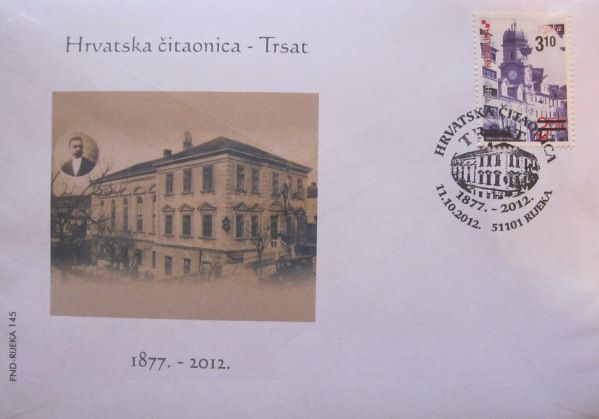 Hrvatska čitaonica - Trsat
3,10
HRVATSKA ČITAONICA
TRSAT
1877. - 2012.
11.10.2012. 51101 RIJEKA
1877. - 2012.
FND-RIJEKA 145